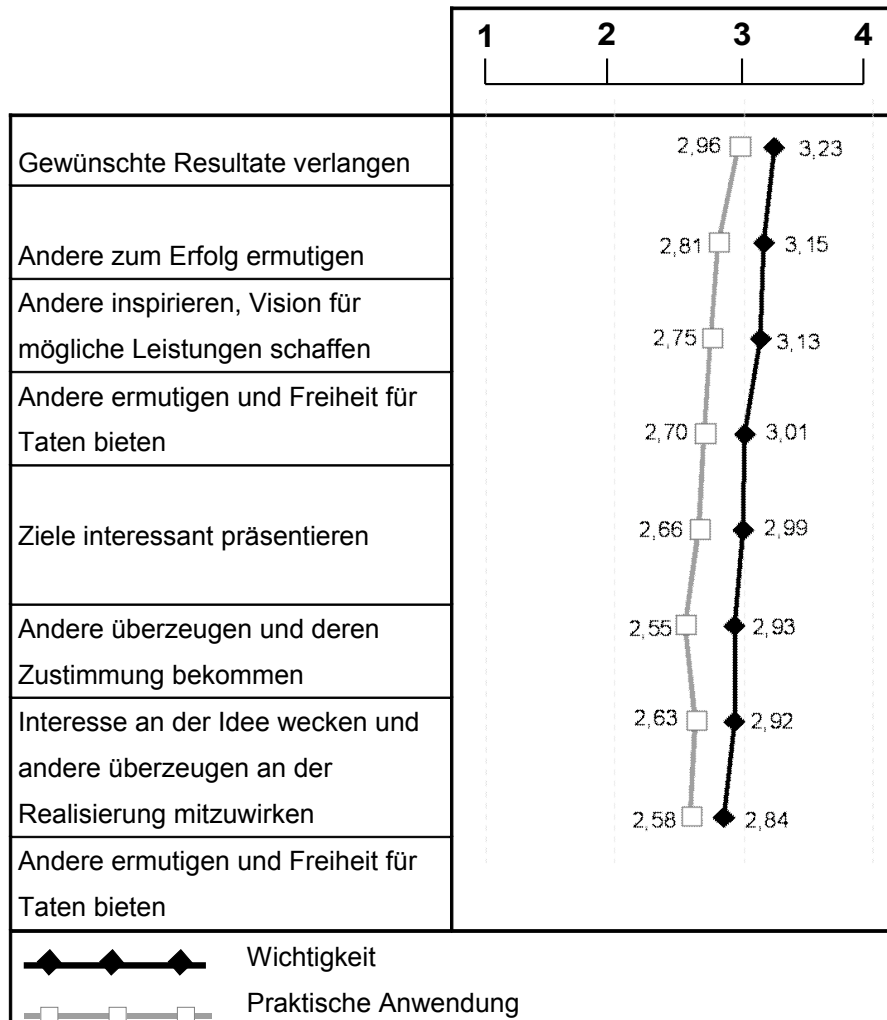 1 2 3 4
Gewünschte Resultate verlangen
2,96 3,23
Andere zum Erfolg ermutigen
2,81 3,15
Andere inspirieren, Vision für
mögliche Leistungen schaffen
2,75 3,13
Andere ermutigen und Freiheit für
Taten bieten
2,70 3,01
Ziele interessant präsentieren
2,66 2,99
Andere überzeugen und deren
Zustimmung bekommen
2,55 2,93
Interesse an der Idee wecken und
andere überzeugen an der
Realisierung mitzuwirken
2,63 2,92
Andere ermutigen und Freiheit für
Taten bieten
2,58 2,84
Wichtigkeit
Praktische Anwendung